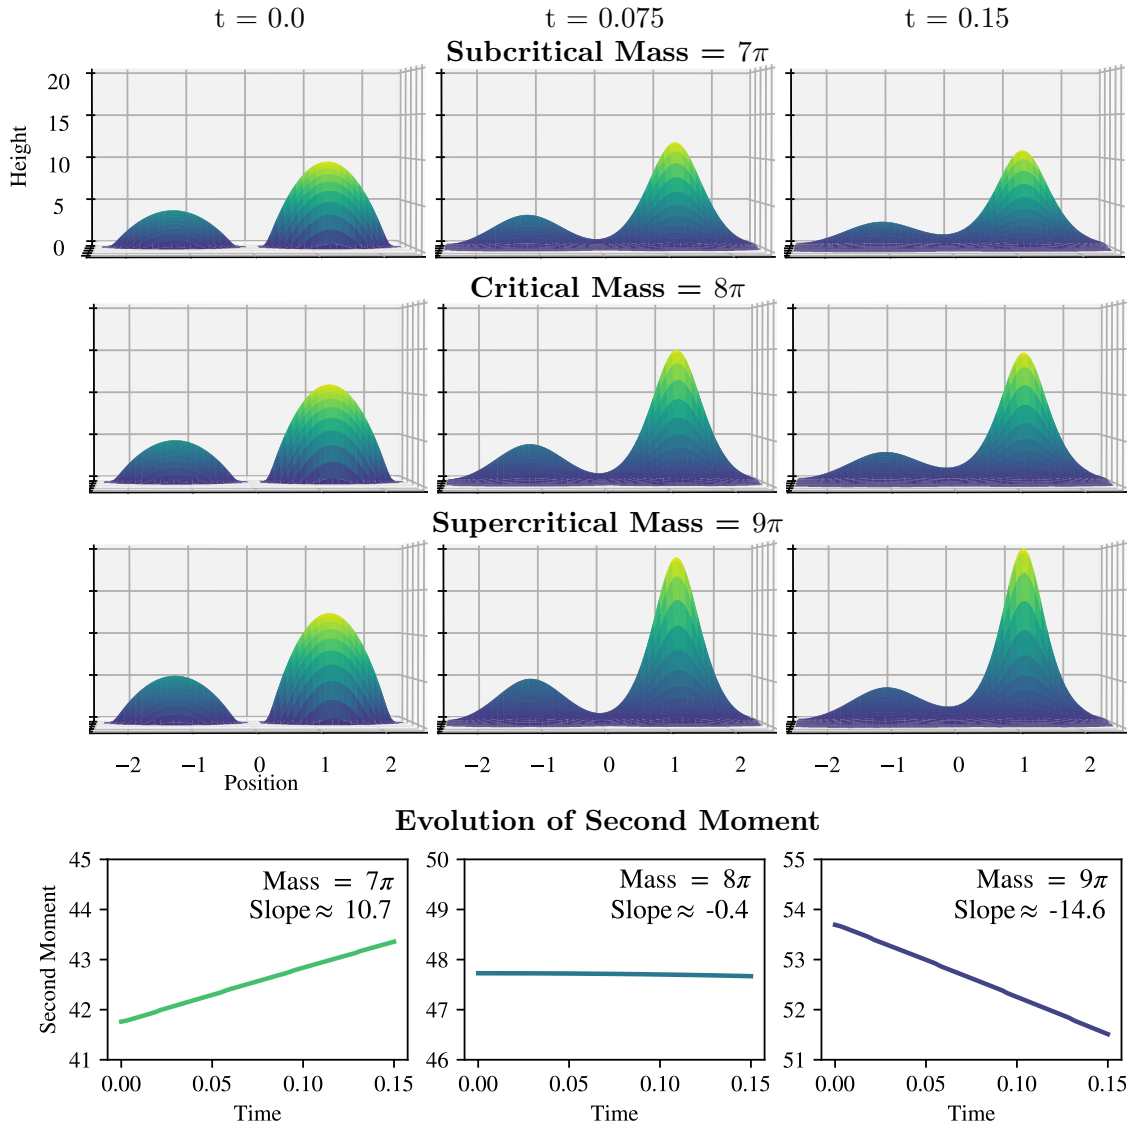 t = 0.0 t = 0.075 t = 0.15
Subcritical Mass = 7π
20
15
10
5
0
Height
Critical Mass = 8π
Supercritical Mass = 9π
−2 −1 0 1 2 −2 −1 0 1 2 −2 −1 0 1 2
Position
Evolution of Second Moment
45
44
43
42
41
Second Moment
Mass = 7π
Slope≈ 10.7
0.00 0.05 0.10 0.15
Time
50
49
48
47
46
Mass = 8π
Slope≈ -0.4
0.00 0.05 0.10 0.15
Time
55
54
53
52
51
Mass = 9π
Slope≈ -14.6
0.00 0.05 0.10 0.15
Time